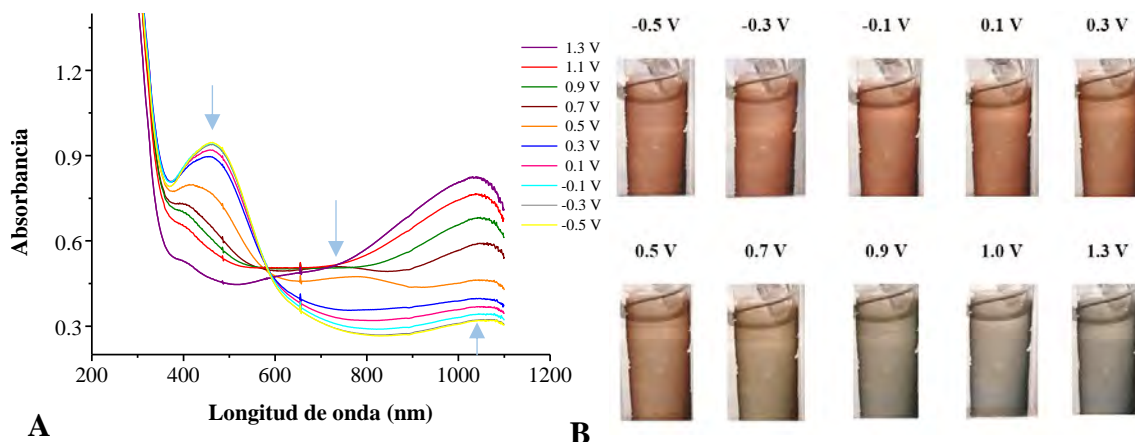 1.2
0.9
0.6
0.3
200
400
600
800
1000
1200
Absorbancia
Longitud de onda (nm)
1.3 V
1.1 V
0.9 V
0.7 V
0.5 V
0.3 V
0.1 V
-0.1 V
-0.3 V
-0.5 V
A
-0.5 V -0.3 V -0.1 V 0.1 V 0.3 V
0.5 V 0.7 V 0.9 V 1.0 V 1.3 V
B